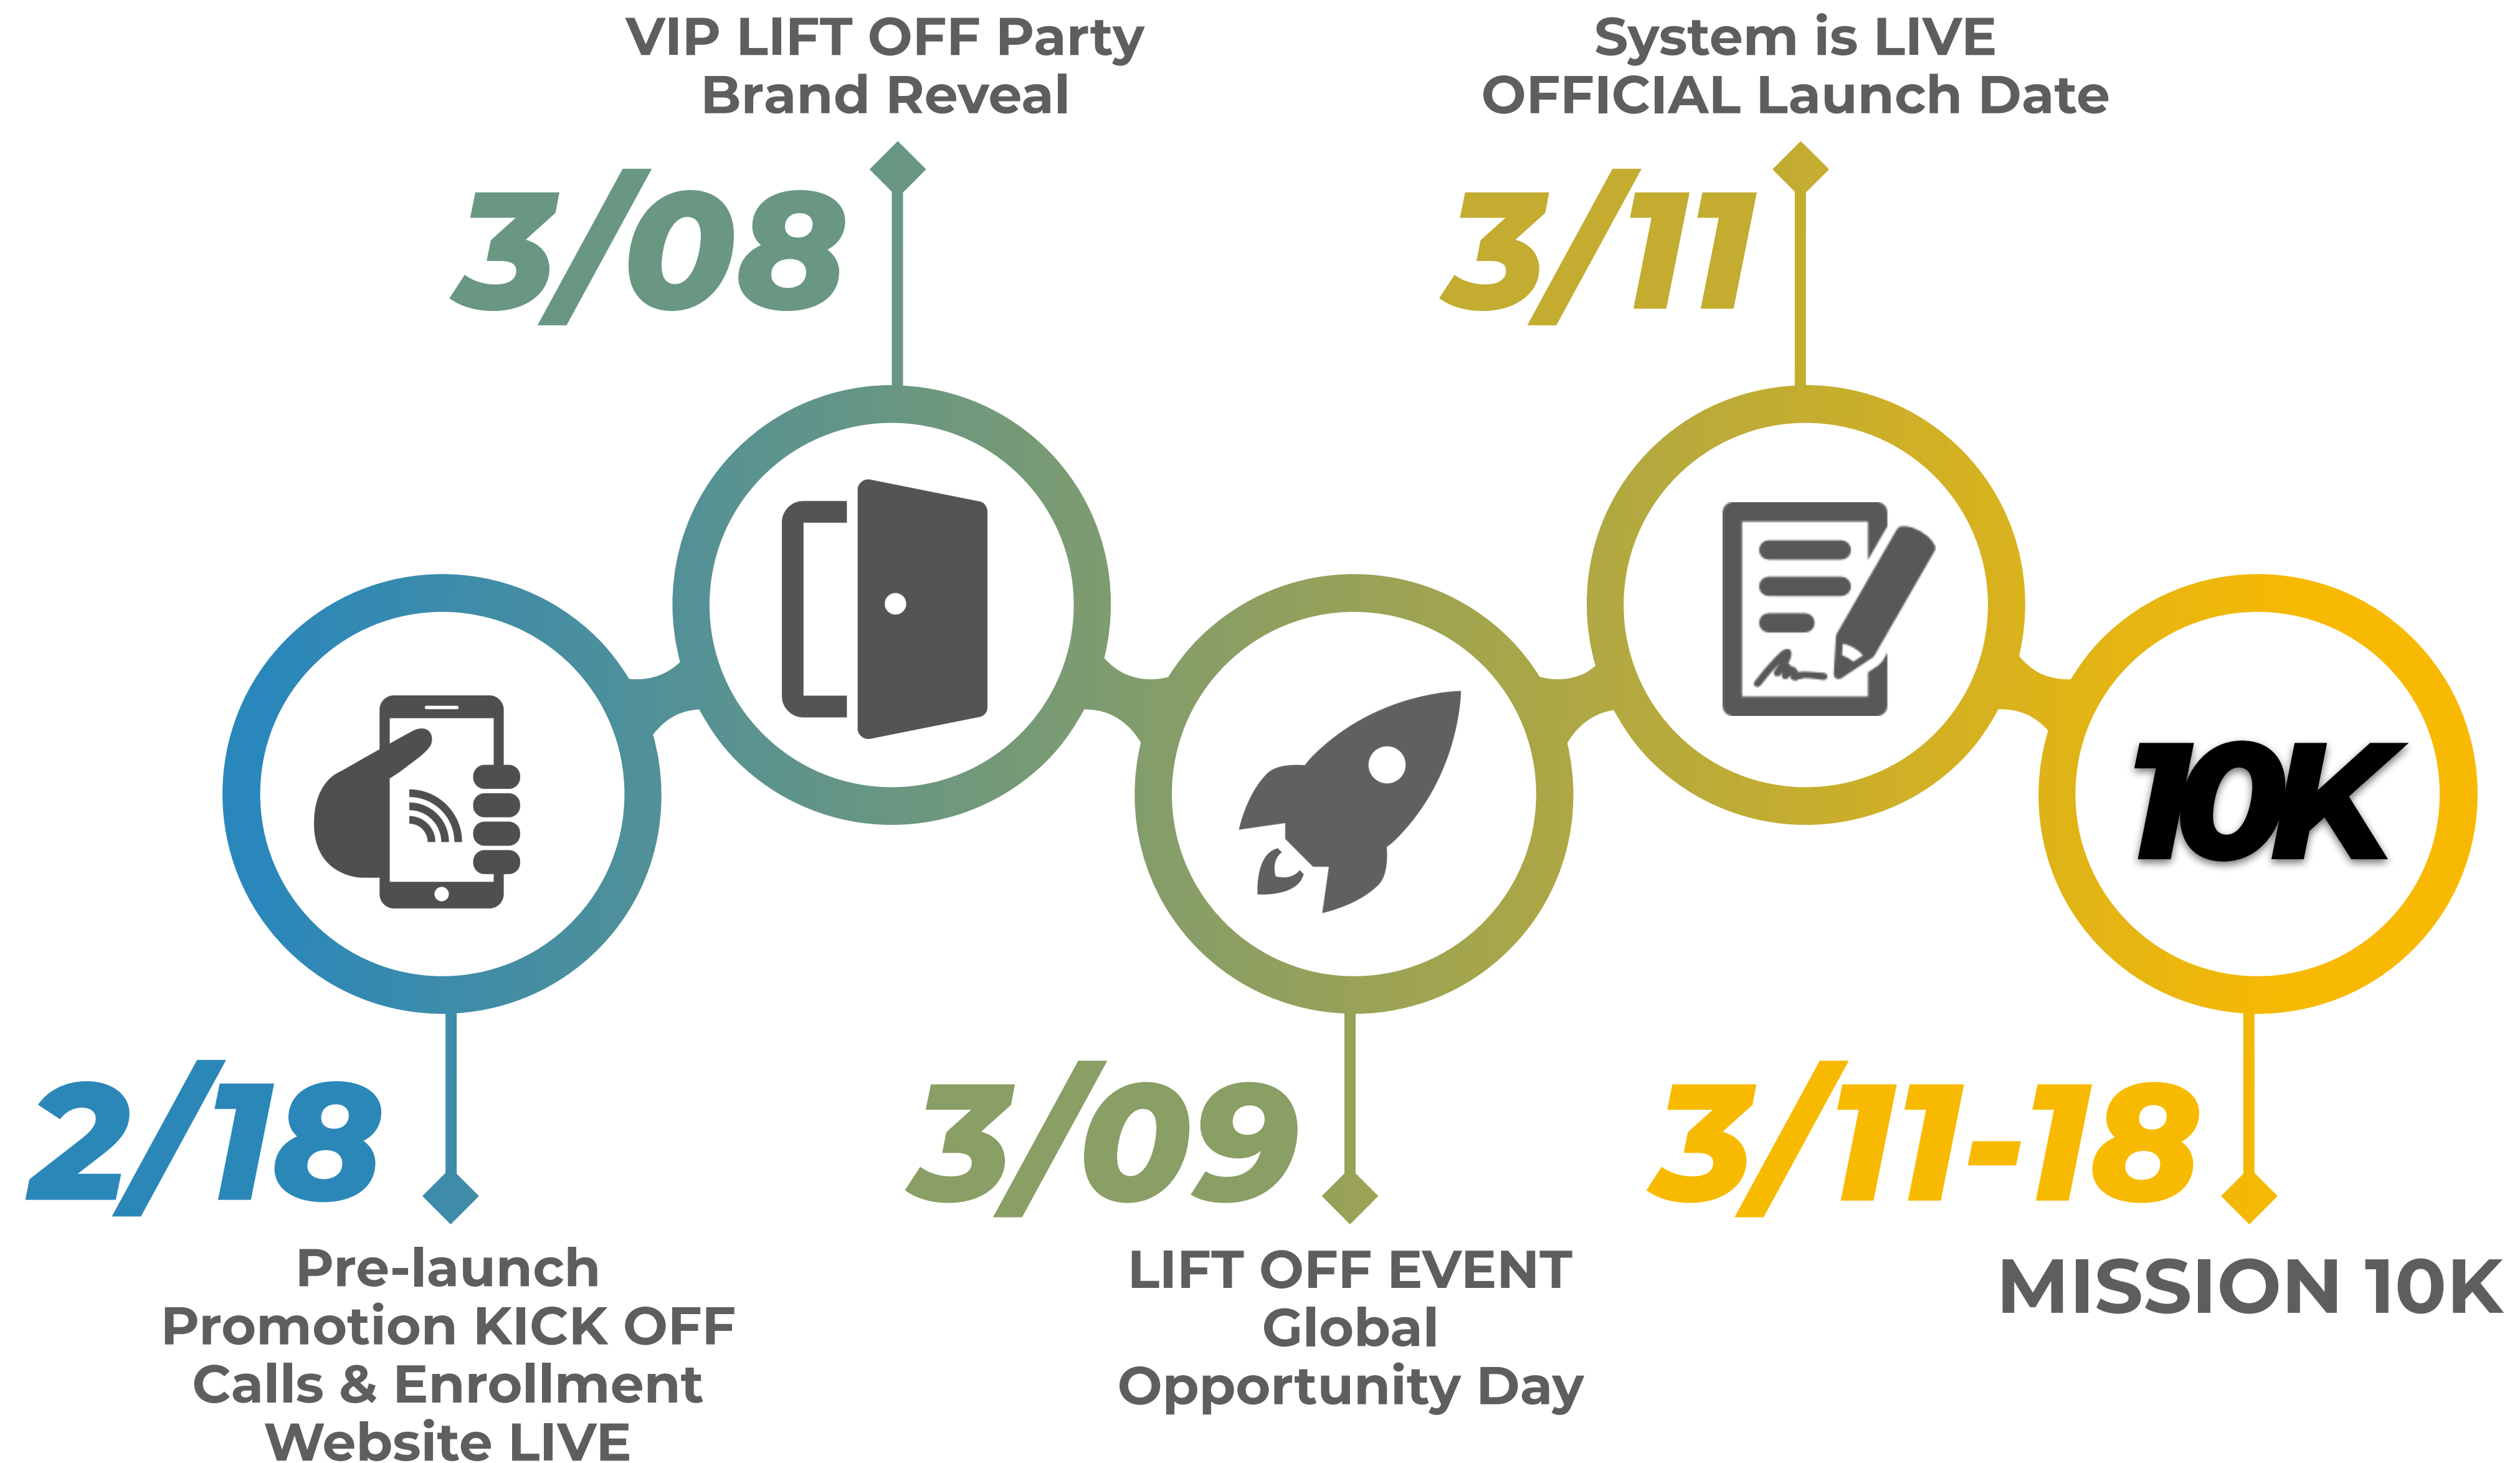 2/18
Pre-launch
Promotion KICK OFF
Calls & Enrollment
Website LIVE
VIP LIFT OFF Party
Brand Reveal
3/08
3/09
LIFT OFF EVENT
Global
Opportunity Day
System is LIVE
OFFICIAL Launch Date
3/11
10K
3/11-18
MISSION 10K